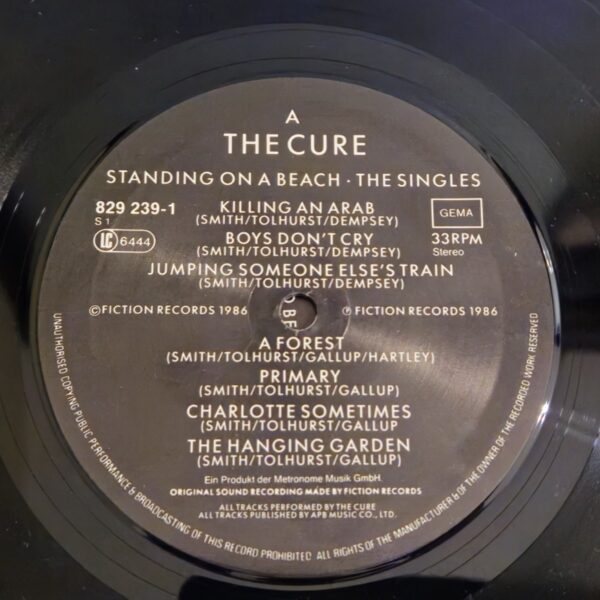 A
THE CURE
STANDING ON A BEACH · THE SINGLES
829 239-1
S 1
LC 6444
GEMA
33RPM
Stereo
KILLING AN ARAB
(SMITH/TOLHURST/DEMPSEY)
BOYS DON'T CRY
(SMITH/TOLHURST/DEMPSEY)
JUMPING SOMEONE ELSE'S TRAIN
(SMITH/TOLHURST/DEMPSEY)
©FICTION RECORDS 1986
℗ FICTION RECORDS 1986
A FOREST
(SMITH/TOLHURST/GALLUP/HARTLEY)
PRIMARY
(SMITH/TOLHURST/GALLUP)
CHARLOTTE SOMETIMES
(SMITH/TOLHURST/GALLUP
THE HANGING GARDEN
(SMITH/TOLHURST/GALLUP)
Ein Produkt der Metronome Musik GmbH.
ORIGINAL SOUND RECORDING MADE BY FICTION RECORDS
ALL TRACKS PERFORMED BY THE CURE
ALL TRACKS PUBLISHED BY APB MUSIC CO., LTD.
UNAUTHORISED COPYING PUBLIC PERFORMANCE & BROADCASTING OF THIS RECORD PROHIBITED ALL RIGHTS OF THE MANUFACTURER & OF THE OWNER OF THE RECORDED WORK RESERVED